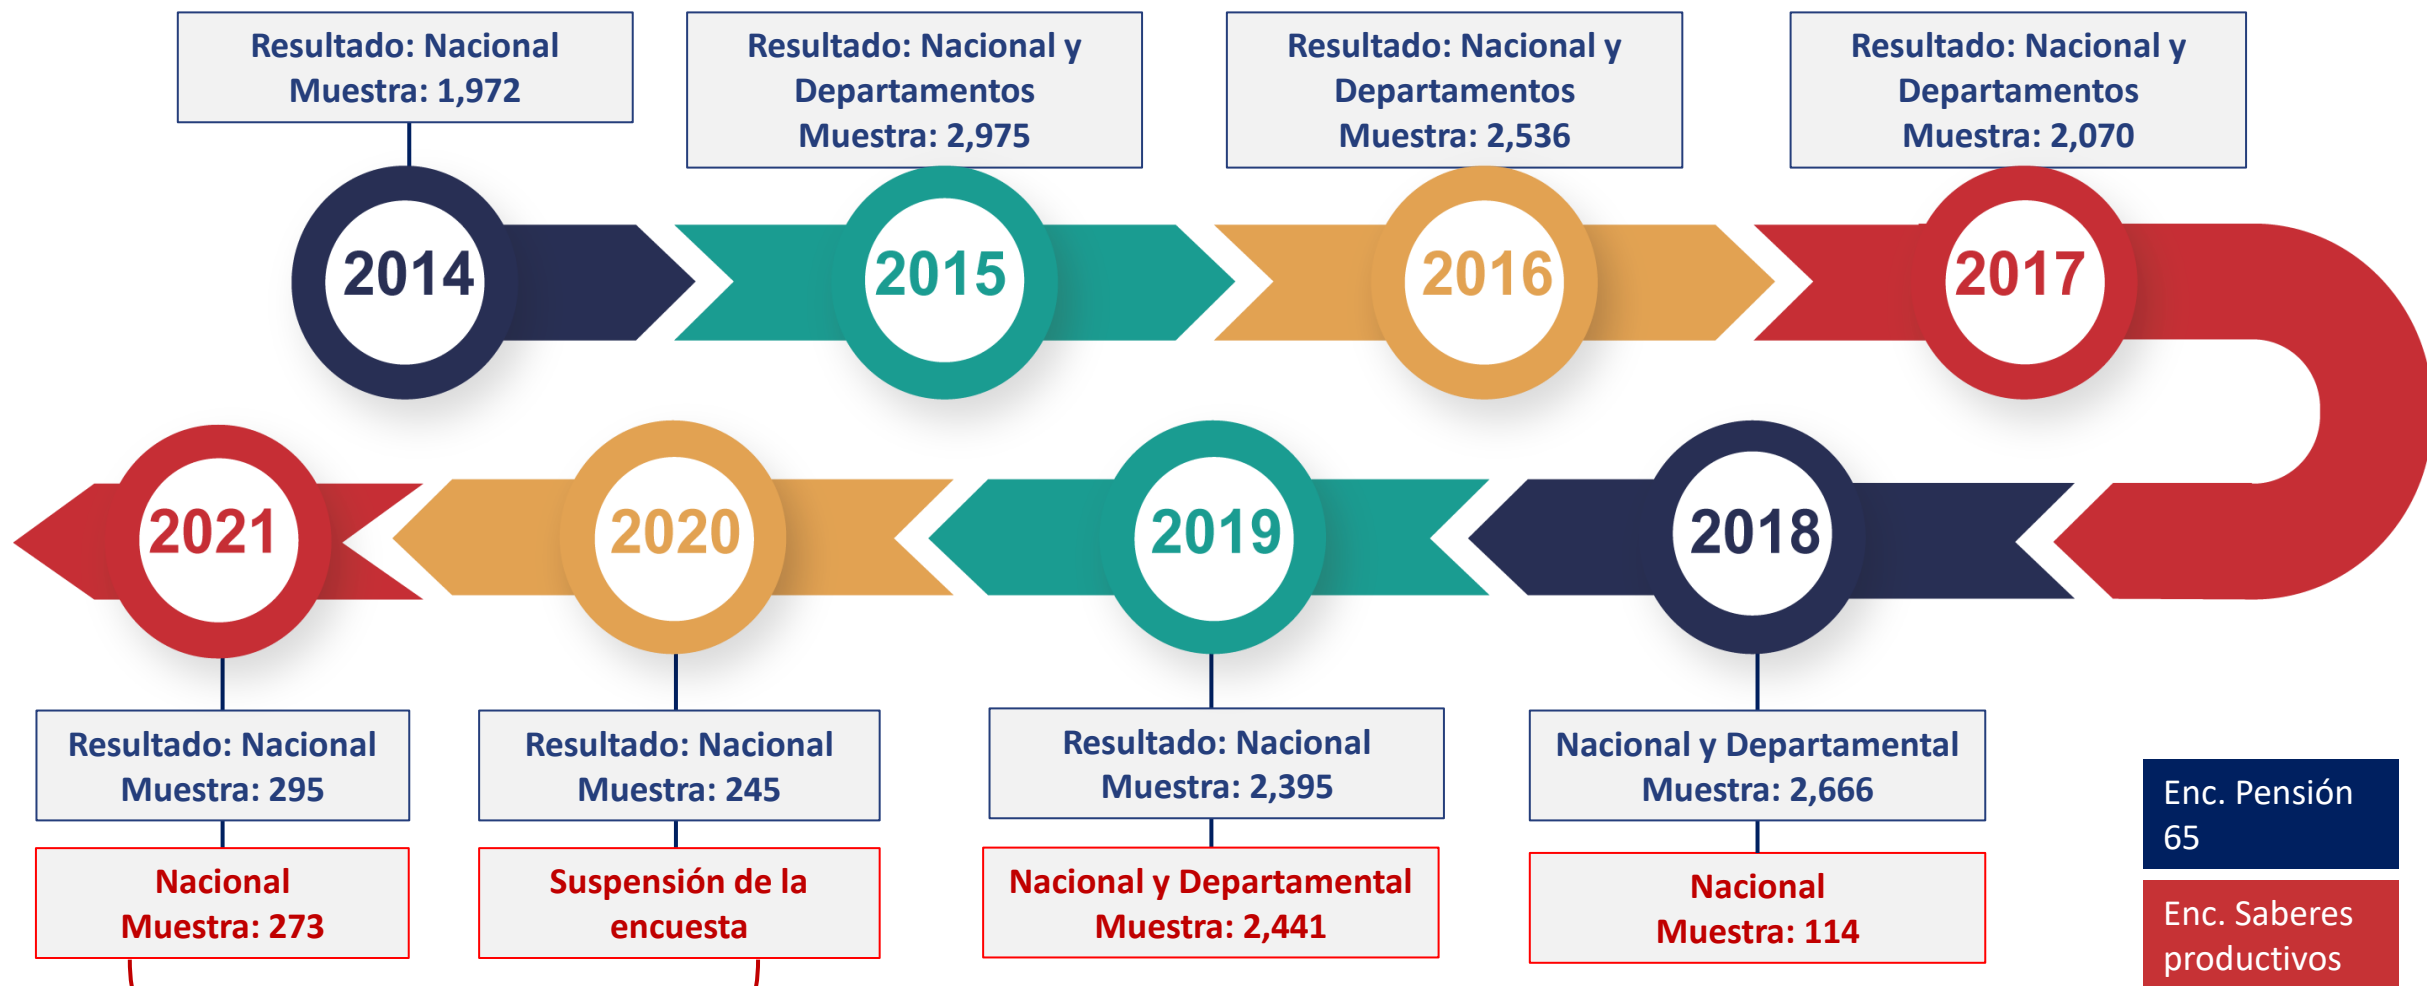 Resultado: Nacional
Muestra: 1,972
Resultado: Nacional y
Departamentos
Muestra: 2,975
Resultado: Nacional y
Departamentos
Muestra: 2,536
Resultado: Nacional y
Departamentos
Muestra: 2,070
2014
2015
2016
2017
2021
2020
2019
2018
Resultado: Nacional
Muestra: 295
Resultado: Nacional
Muestra: 245
Resultado: Nacional
Muestra: 2,395
Nacional y Departamental
Muestra: 2,666
Nacional
Muestra: 273
Suspensión de la
encuesta
Nacional y Departamental
Muestra: 2,441
Nacional
Muestra: 114
Enc. Pensión
65
Enc. Saberes
productivos